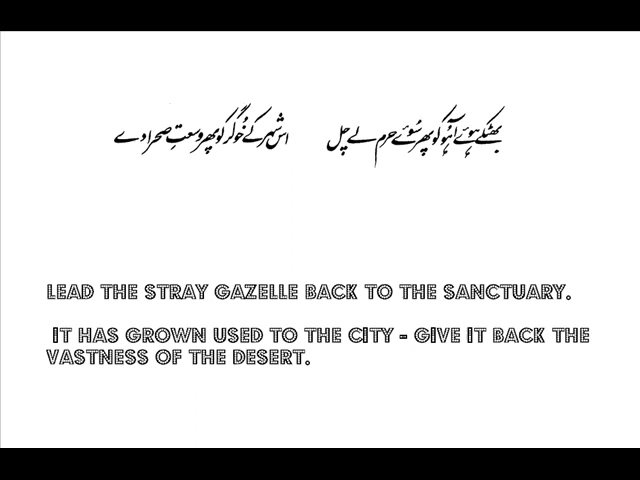 بھٹکے ہوئے آہو کو پھر سُوئے حرم لے چل اس شہر کے خُوگر کو پھر وسعتِ صحرا دے
LEAD THE STRAY GAZELLE BACK TO THE SANCTUARY.
IT HAS GROWN USED TO THE CITY - GIVE IT BACK THE
VASTNESS OF THE DESERT.